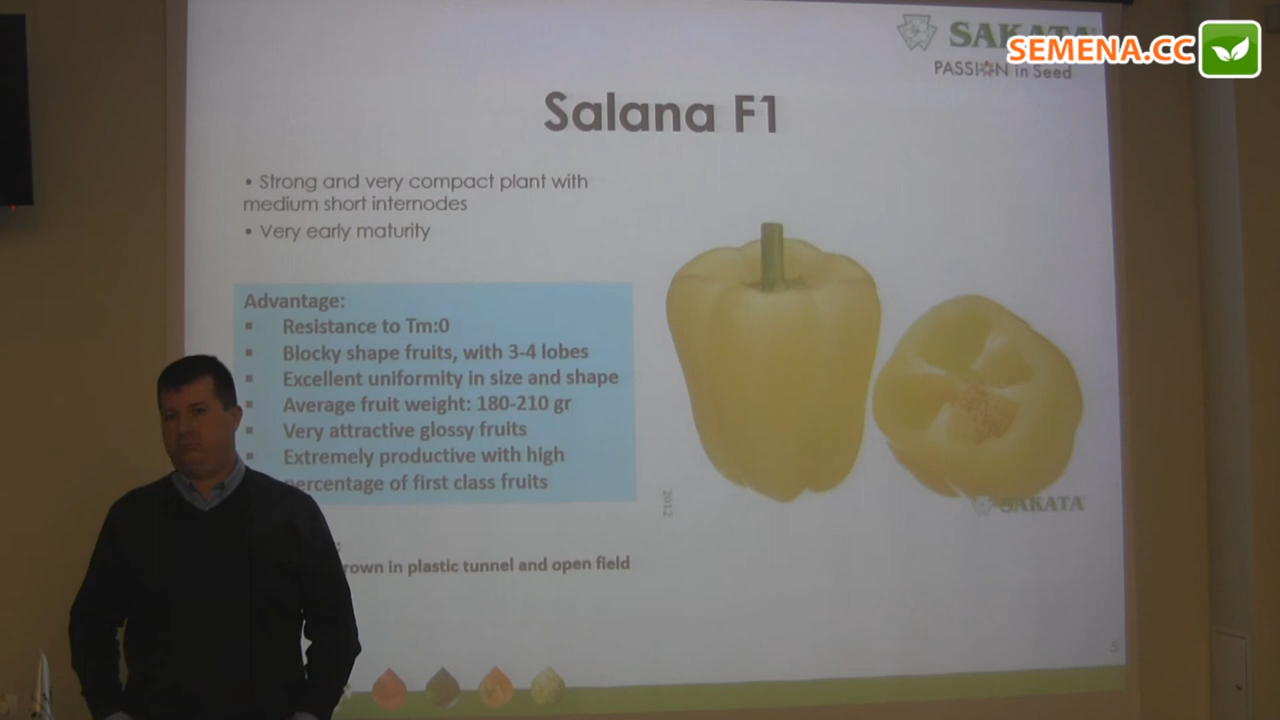 SAKATA
SEMENA.CC
PASSION in Seed
Salana F1
• Strong and very compact plant with
medium short internodes
• Very early maturity
Advantage:
▪ Resistance to Tm:0
▪ Blocky shape fruits, with 3-4 lobes
▪ Excellent uniformity in size and shape
▪ Average fruit weight: 180-210 gr
▪ Very attractive glossy fruits
▪ Extremely productive with high
percentage of first class fruits
2012
SAKATA
in plastic tunnel and open field
5